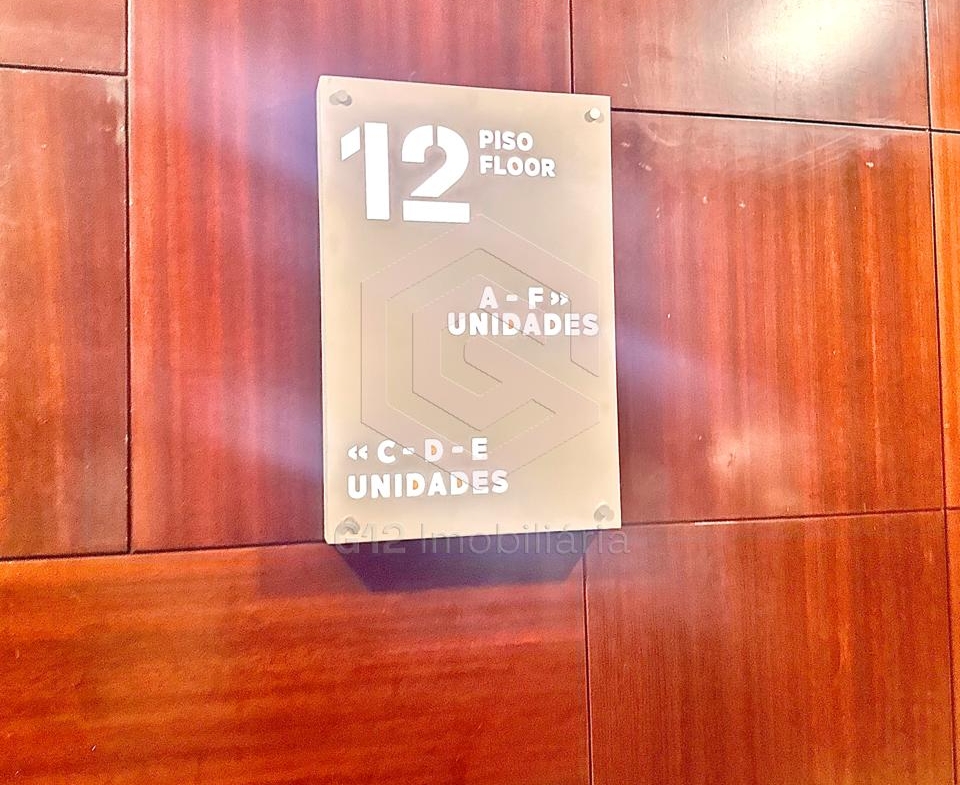 12 PISO
FLOOR
A - F »
UNIDADES
« C - D - E
UNIDADES
G12 Imobiliária